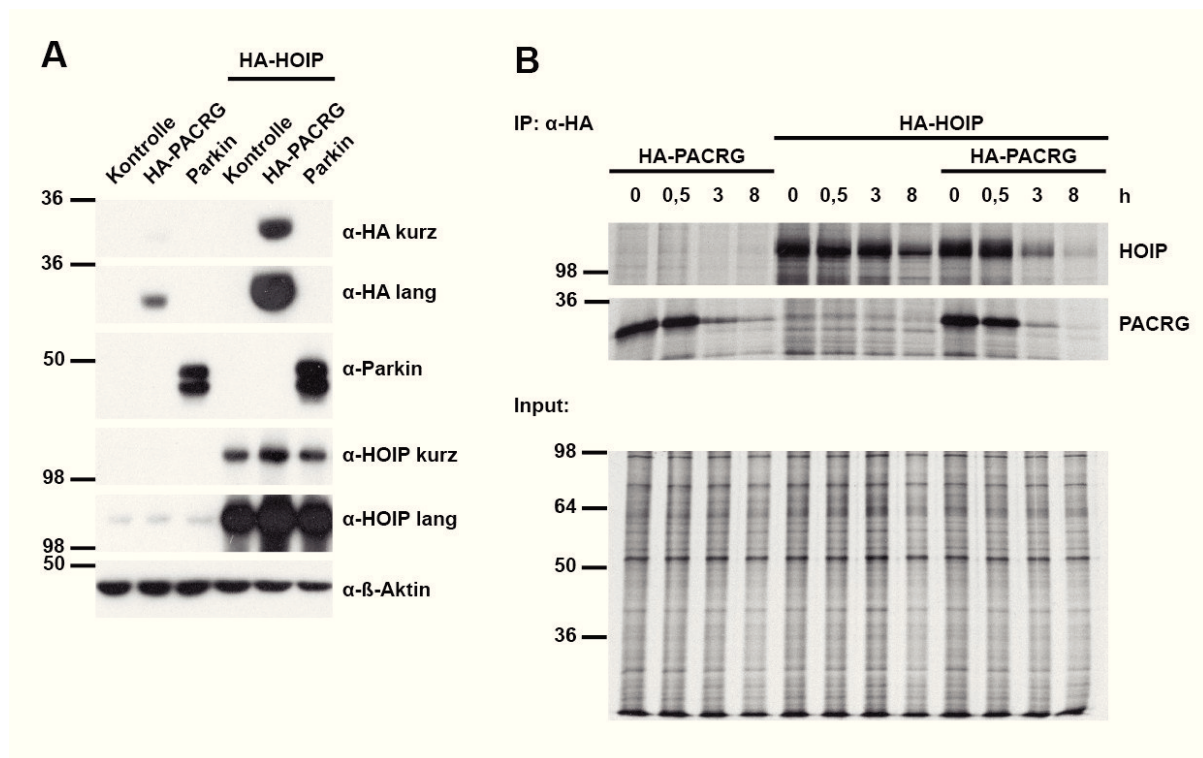 A
HA-HOIP
Kontrolle
HA-PACRG
Parkin
Kontrolle
HA-PACRG
Parkin
36
α-HA kurz
36
α-HA lang
50
α-Parkin
α-HOIP kurz
98
α-HOIP lang
98
50
α-ß-Aktin
B
IP: α-HA
HA-HOIP
HA-PACRG HA-PACRG
0 0,5 3 8 0 0,5 3 8 0 0,5 3 8 h
HOIP
98
36
PACRG
Input:
98
64
50
36